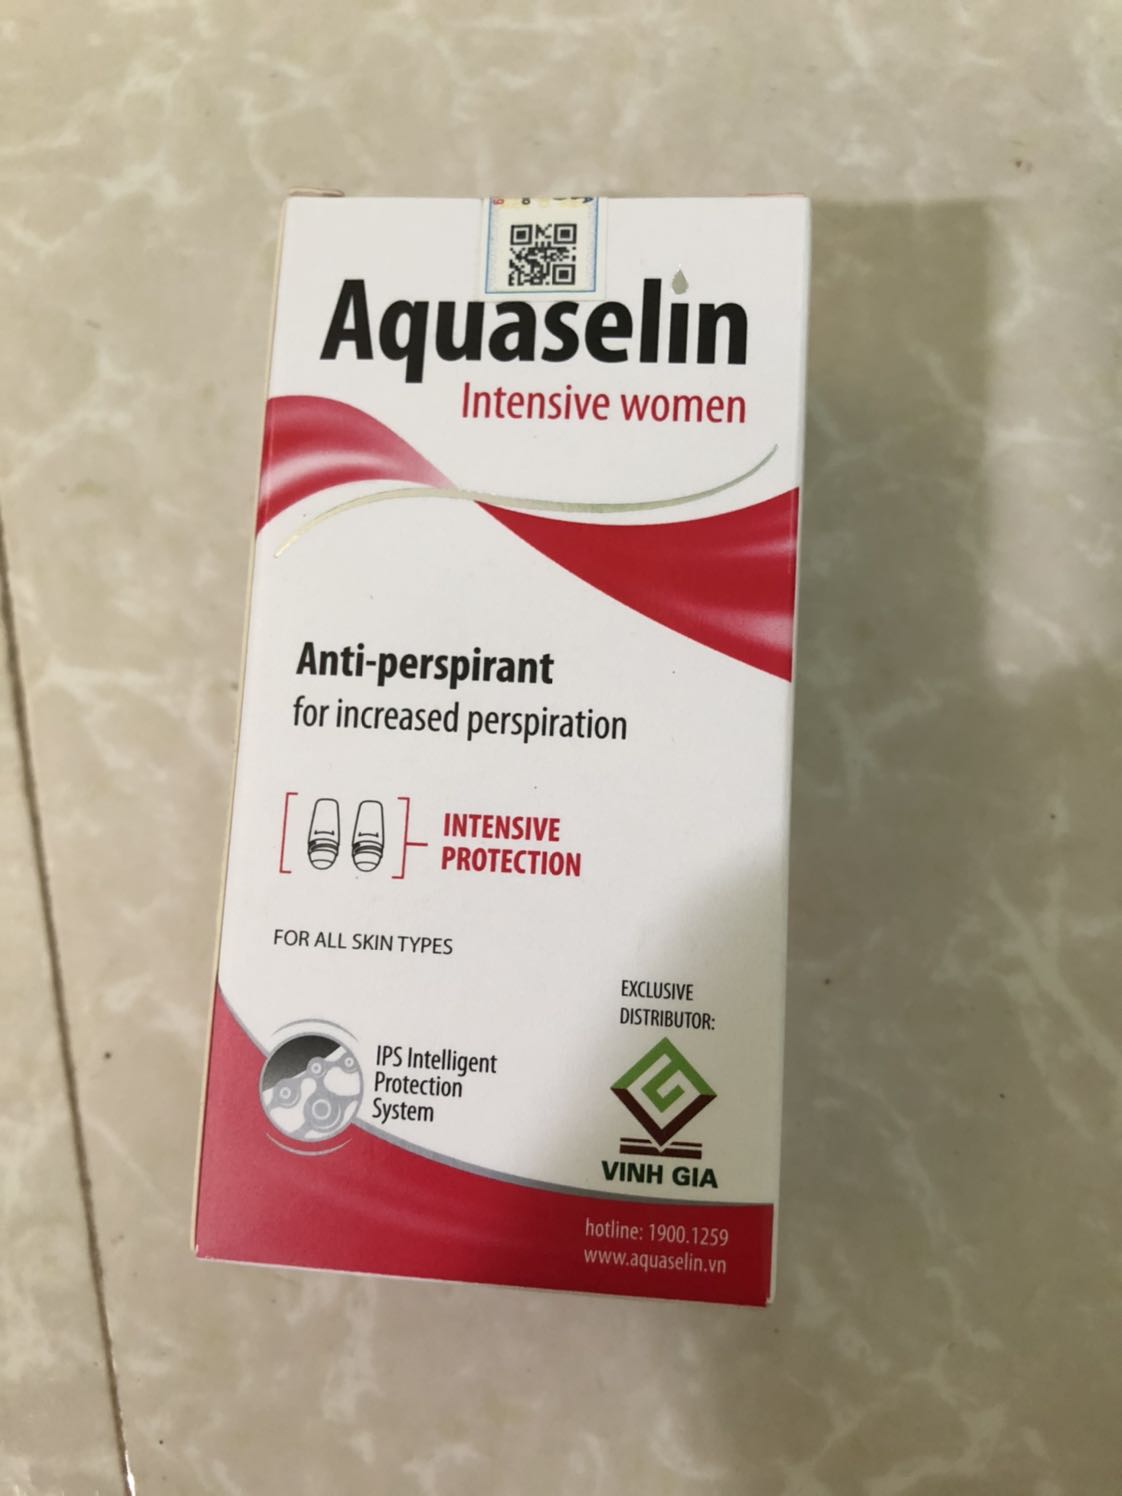 Aquaselin
Intensive women
Anti-perspirant
for increased perspiration
INTENSIVE
PROTECTION
FOR ALL SKIN TYPES
EXCLUSIVE
DISTRIBUTOR:
IPS Intelligent
Protection
System
VINH GIA
hotline: 1900.1259
www.aquaselin.vn